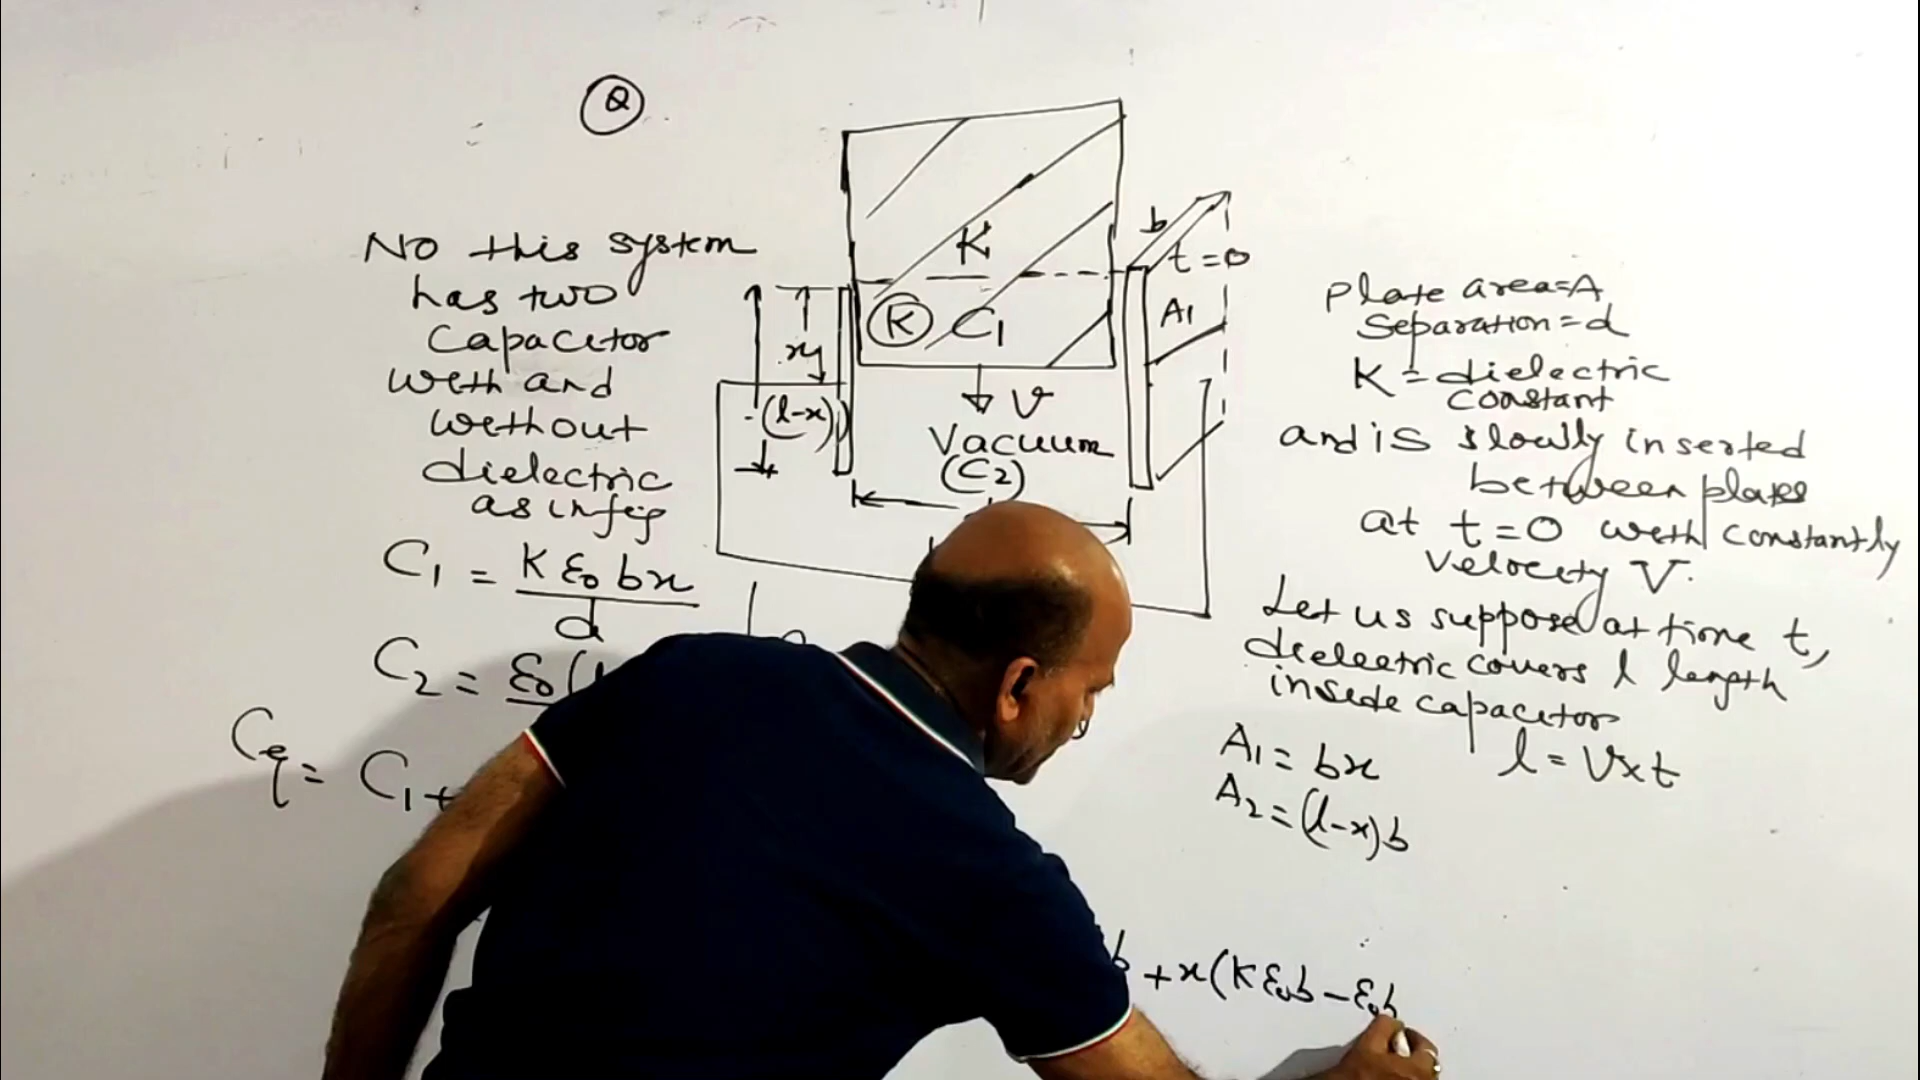 Q
No this system
has two
Capacitor
with and
without
dielectric
as in fig
C1 = Kε0 bx
d
C2 = ε0(
Cq = C1+
K
K C1
x
(l-x)
V
Vacuum
(C2)
b
t=0
A1
Plate area=A
Separation=d
K = dielectric
constant
and is slowly inserted
between plates
at t=0 with constantly
velocity V.
Let us suppose at time t,
dielectric covers l length
inside capacitor
A1 = bx
l = V×t
A2 = (l-x)b
b +x(Kε0b-ε0b